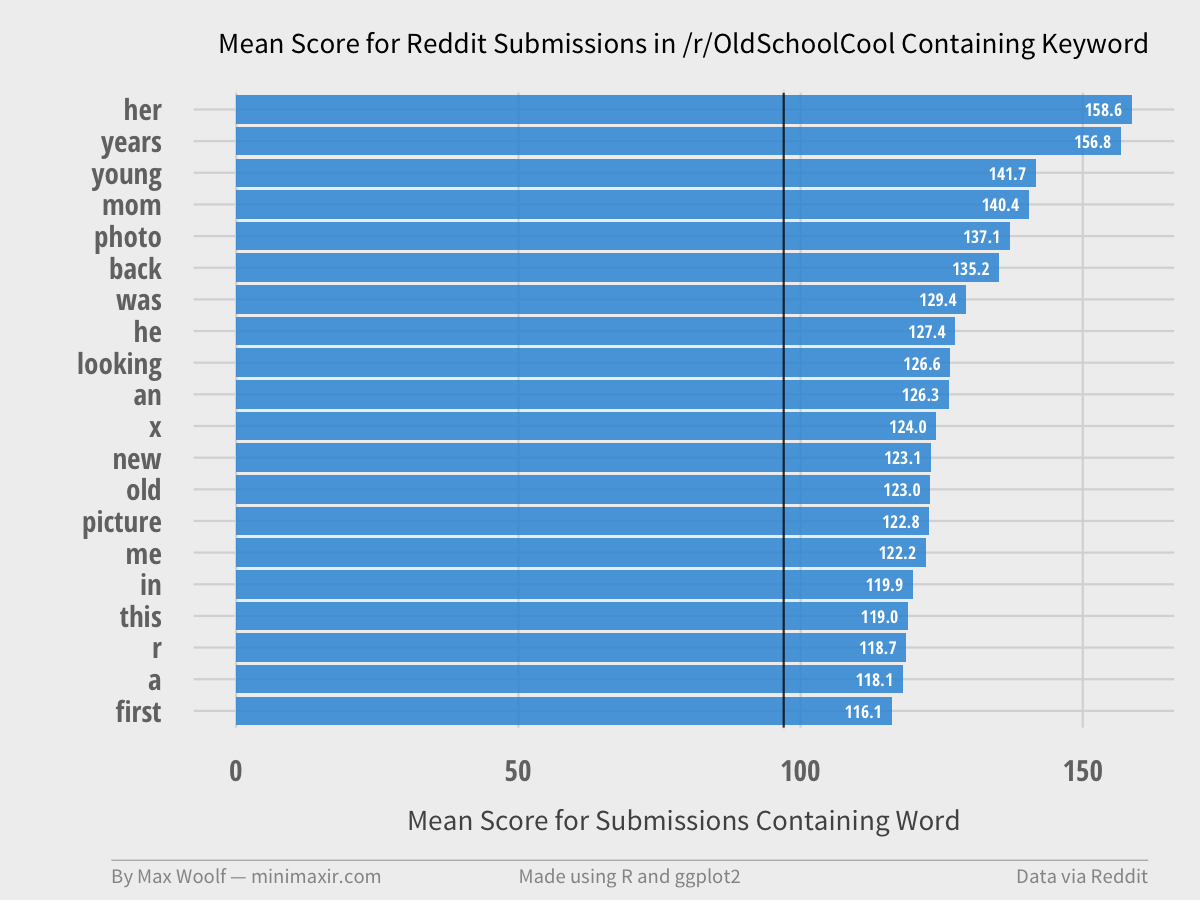 Mean Score for Reddit Submissions in /r/OldSchoolCool Containing Keyword
her 158.6
years 156.8
young 141.7
mom 140.4
photo 137.1
back 135.2
was 129.4
he 127.4
looking 126.6
an 126.3
x 124.0
new 123.1
old 123.0
picture 122.8
me 122.2
in 119.9
this 119.0
r 118.7
a 118.1
first 116.1
0 50 100 150
Mean Score for Submissions Containing Word
By Max Woolf — minimaxir.com Made using R and ggplot2 Data via Reddit